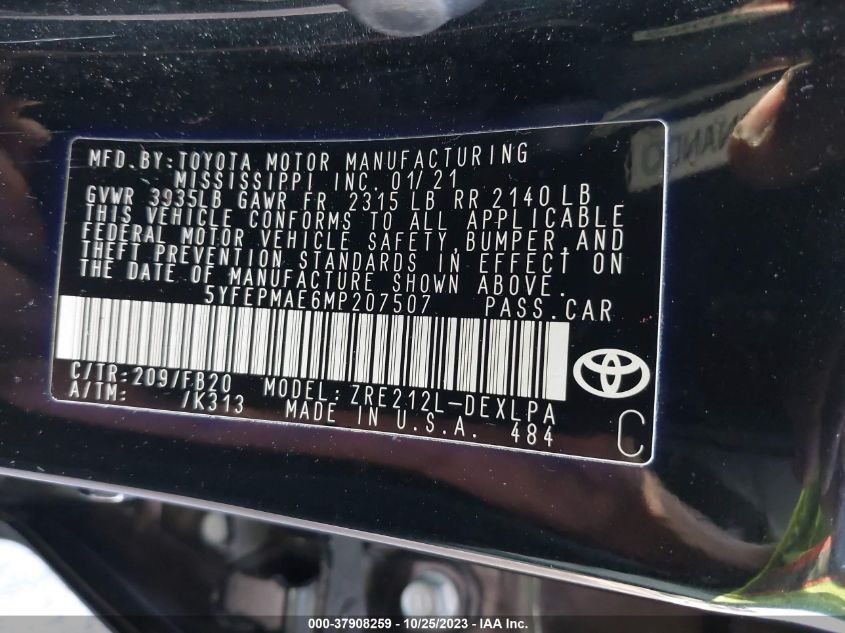 MFD.BY:TOYOTA MOTOR MANUFACTURING
MISSISSIPPI INC. 01/21
GVWR 3935LB GAWR FR 2315 LB RR 2140 LB
THIS VEHICLE CONFORMS TO ALL APPLICABLE
FEDERAL MOTOR VEHICLE SAFETY,BUMPER,AND
THEFT PREVENTION STANDARDS IN EFFECT ON
THE DATE OF MANUFACTURE SHOWN ABOVE.
5YFEPMAE6MP207507 PASS.CAR
C/TR:209/FB20 MODEL:ZRE212L-DEXLPA
A/TM: /K313 MADE IN U.S.A. 484
C
000-37908259 - 10/25/2023 - IAA Inc.